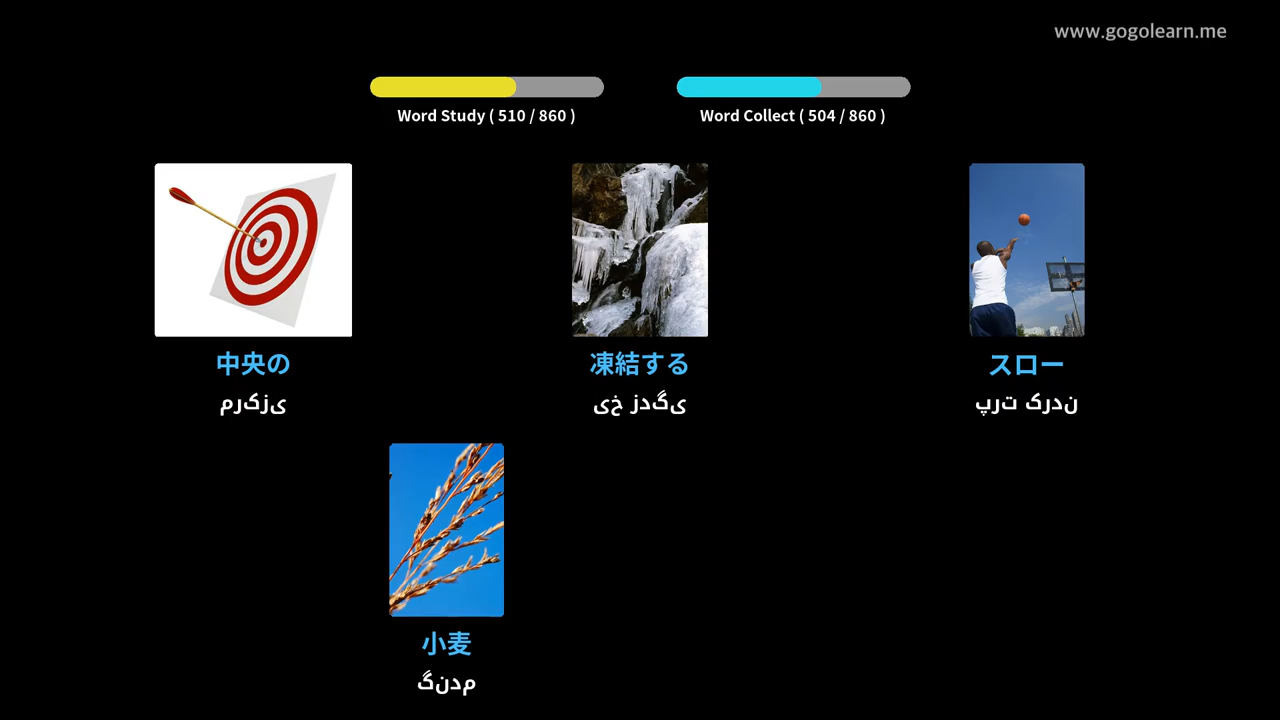 www.gogolearn.me
Word Study ( 510 / 860 )
Word Collect ( 504 / 860 )
中央の
مرکزی
凍結する
یخ زدگی
スロー
پرت کردن
小麦
گندم